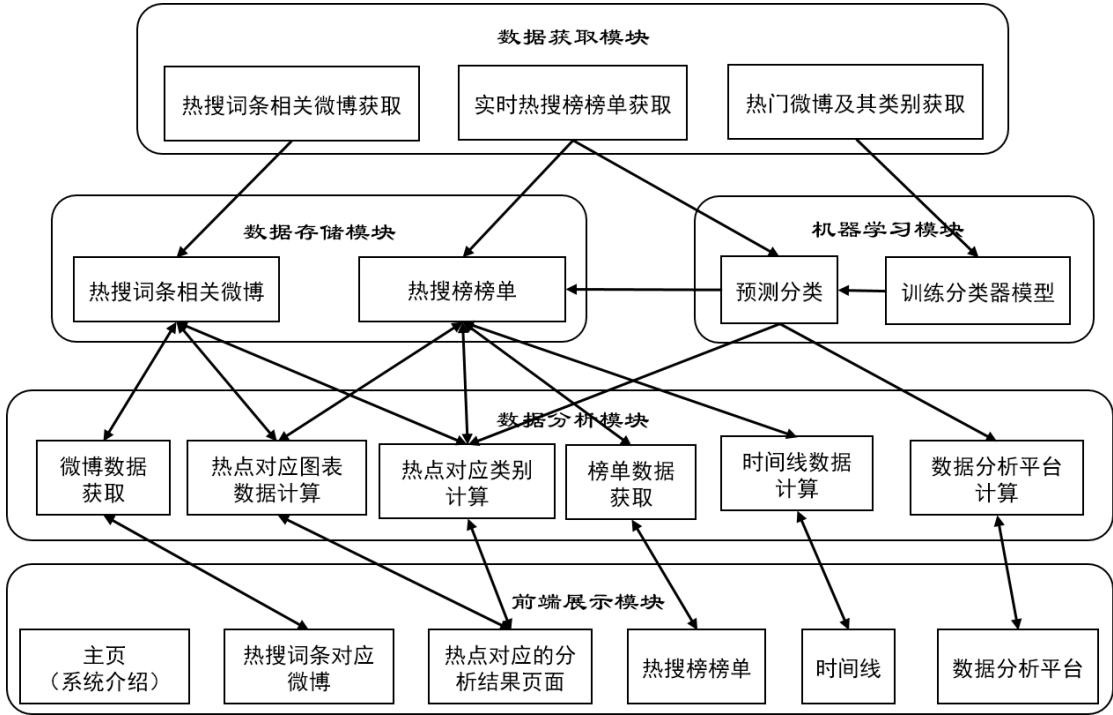 数据获取模块
热搜词条相关微博获取
实时热搜榜榜单获取
热门微博及其类别获取
数据存储模块
热搜词条相关微博
热搜榜榜单
机器学习模块
预测分类
训练分类器模型
数据分析模块
微博数据
获取
热点对应图表
数据计算
热点对应类别
计算
榜单数据
获取
时间线数据
计算
数据分析平台
计算
前端展示模块
主页
（系统介绍）
热搜词条对应
微博
热点对应的分
析结果页面
热搜榜榜单
时间线
数据分析平台